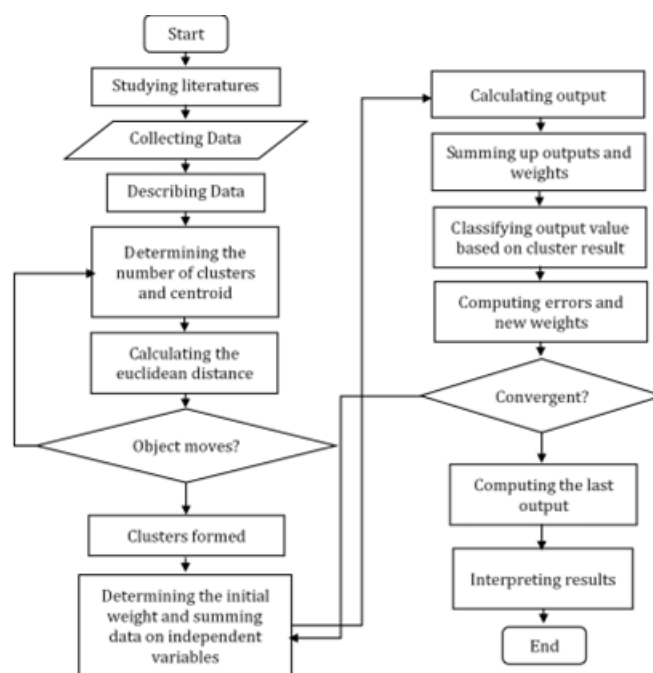 Start
Studying literatures
Collecting Data
Describing Data
Determining the
number of clusters
and centroid
Calculating the
euclidean distance
Object moves?
Clusters formed
Determining the initial
weight and summing
data on independent
variables
Calculating output
Summing up outputs and
weights
Classifying output value
based on cluster result
Computing errors and
new weights
Convergent?
Computing the last
output
Interpreting results
End